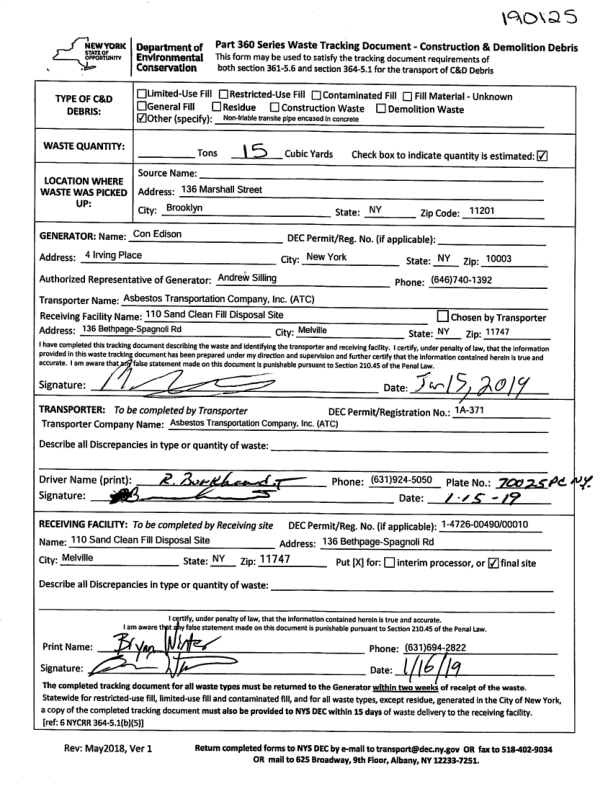 190125
NEW YORK STATE OF OPPORTUNITY
Department of Environmental Conservation
Part 360 Series Waste Tracking Document - Construction & Demolition Debris
This form may be used to satisfy the tracking document requirements of
both section 361-5.6 and section 364-5.1 for the transport of C&D Debris
TYPE OF C&D DEBRIS:
☐Limited-Use Fill ☐Restricted-Use Fill ☐Contaminated Fill ☐Fill Material - Unknown
☐General Fill ☐Residue ☐Construction Waste ☐Demolition Waste
☑Other (specify): Non-friable transite pipe encased in concrete
WASTE QUANTITY: Tons 15 Cubic Yards Check box to indicate quantity is estimated: ☑
LOCATION WHERE WASTE WAS PICKED UP:
Source Name:
Address: 136 Marshall Street
City: Brooklyn State: NY Zip Code: 11201
GENERATOR: Name: Con Edison DEC Permit/Reg. No. (if applicable):
Address: 4 Irving Place City: New York State: NY Zip: 10003
Authorized Representative of Generator: Andrew Silling Phone: (646)740-1392
Transporter Name: Asbestos Transportation Company, Inc. (ATC)
Receiving Facility Name: 110 Sand Clean Fill Disposal Site ☐ Chosen by Transporter
Address: 136 Bethpage-Spagnoli Rd City: Melville State: NY Zip: 11747
I have completed this tracking document describing the waste and identifying the transporter and receiving facility. I certify, under penalty of law, that the information
provided in this waste tracking document has been prepared under my direction and supervision and further certify that the information contained herein is true and
accurate. I am aware that any false statement made on this document is punishable pursuant to Section 210.45 of the Penal Law.
Signature: Date: Jan 15, 2019
TRANSPORTER: To be completed by Transporter DEC Permit/Registration No.: 1A-371
Transporter Company Name: Asbestos Transportation Company, Inc. (ATC)
Describe all Discrepancies in type or quantity of waste:
Driver Name (print): R. Phone: (631)924-5050 Plate No.: 70025PC NY.
Signature: Date: 1-15-19
RECEIVING FACILITY: To be completed by Receiving site DEC Permit/Reg. No. (if applicable): 1-4726-00490/00010
Name: 110 Sand Clean Fill Disposal Site Address: 136 Bethpage-Spagnoli Rd
City: Melville State: NY Zip: 11747 Put [X] for: ☐interim processor, or ☑final site
Describe all Discrepancies in type or quantity of waste:
I certify, under penalty of law, that the information contained herein is true and accurate.
I am aware that any false statement made on this document is punishable pursuant to Section 210.45 of the Penal Law.
Print Name: Bryan Winter Phone: (631)694-2822
Signature: Date: 1/16/19
The completed tracking document for all waste types must be returned to the Generator within two weeks of receipt of the waste.
Statewide for restricted-use fill, limited-use fill and contaminated fill, and for all waste types, except residue, generated in the City of New York,
a copy of the completed tracking document must also be provided to NYS DEC within 15 days of waste delivery to the receiving facility.
[ref: 6 NYCRR 364-5.1(b)(5)]
Rev: May2018, Ver 1
Return completed forms to NYS DEC by e-mail to transport@dec.ny.gov OR fax to 518-402-9034
OR mail to 625 Broadway, 9th Floor, Albany, NY 12233-7251.